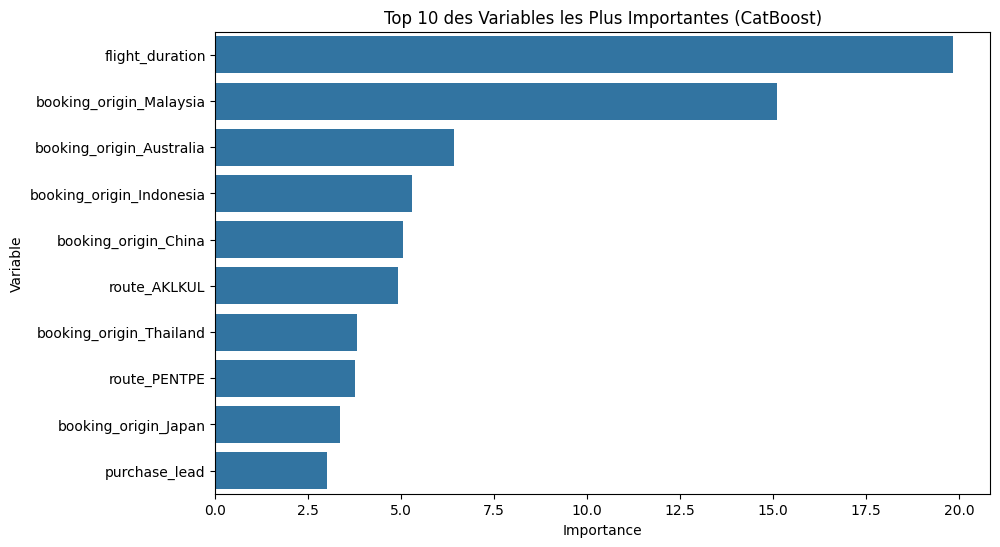 Top 10 des Variables les Plus Importantes (CatBoost)
Variable
flight_duration
booking_origin_Malaysia
booking_origin_Australia
booking_origin_Indonesia
booking_origin_China
route_AKLKUL
booking_origin_Thailand
route_PENTPE
booking_origin_Japan
purchase_lead
0.0 2.5 5.0 7.5 10.0 12.5 15.0 17.5 20.0
Importance